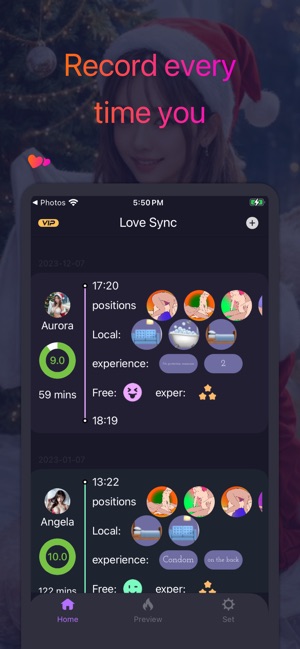 Record every
time you
Photos
5:50 PM
VIP
Love Sync
2023-12-07
17:20
positions
Aurora
Local:
9.0
experience:
2
59 mins
Free:
exper:
18:19
2023-01-07
13:22
positions
Angela
Local:
10.0
experience:
Condom
on the back
122 mins
Free:
exper:
Home
Preview
Set